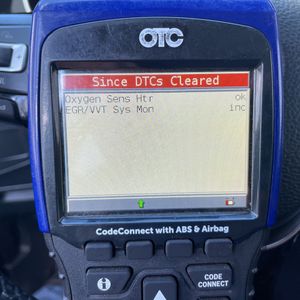 OTC
Since DTCs Cleared
Oxygen Sens Htr ok
EGR/VVT Sys Mon inc
CodeConnect with ABS & Airbag
i
CODE
CONNECT